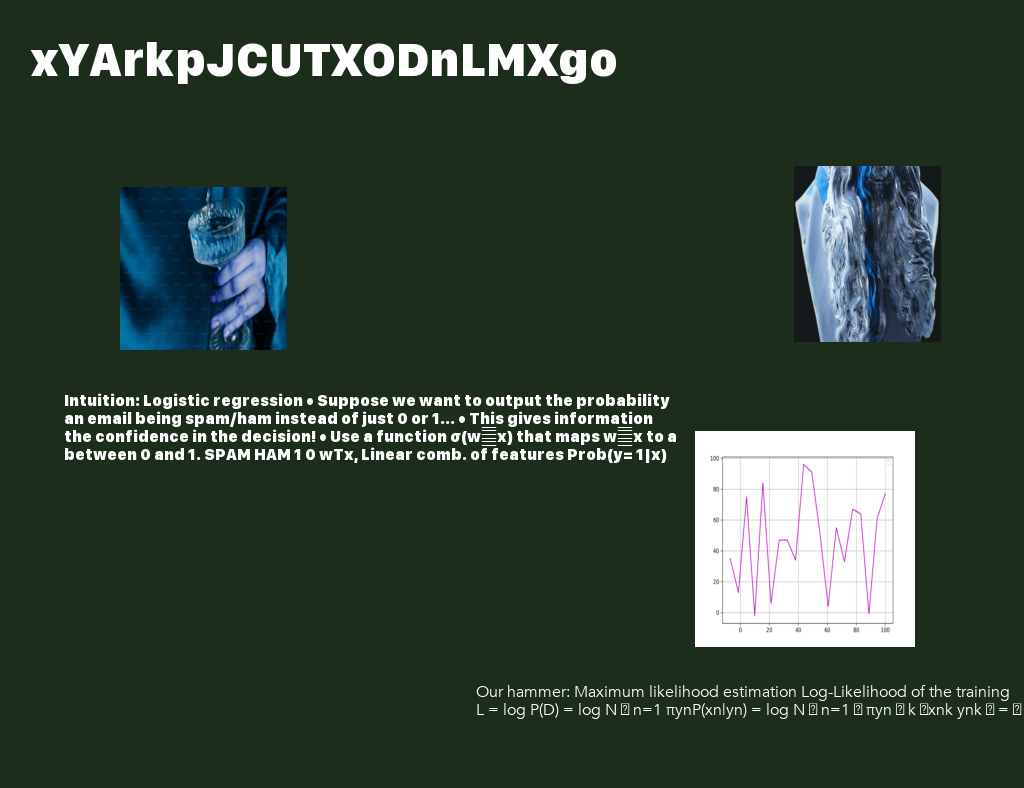 xYArkpJCUTXODnLMXgo
Intuition: Logistic regression • Suppose we want to output the probability
an email being spam/ham instead of just 0 or 1... • This gives information
the confidence in the decision! • Use a function σ(w x) that maps w x to a
between 0 and 1. SPAM HAM 1 0 wTx, Linear comb. of features Prob(y= 1|x)
100
80
60
40
20
0
0 20 40 60 80 100
Our hammer: Maximum likelihood estimation Log-Likelihood of the training
L = log P(D) = log N n=1 πynP(xn|yn) = log N n=1 πyn k xnk ynk =